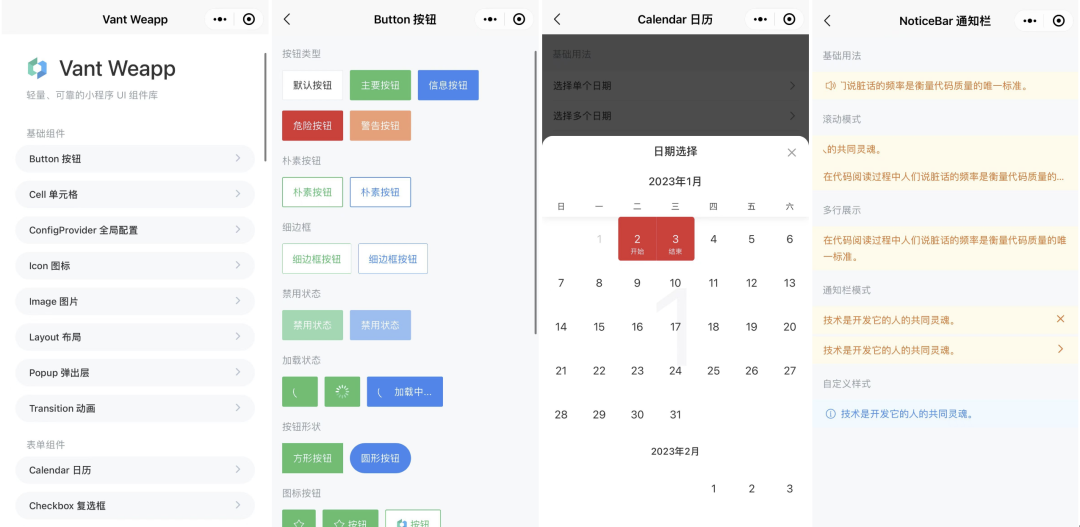 Vant Weapp
Vant Weapp
轻量、可靠的小程序 UI 组件库
基础组件
Button 按钮
Cell 单元格
ConfigProvider 全局配置
Icon 图标
Image 图片
Layout 布局
Popup 弹出层
Transition 动画
表单组件
Calendar 日历
Checkbox 复选框
Button 按钮
按钮类型
默认按钮 主要按钮 信息按钮
危险按钮 警告按钮
朴素按钮
朴素按钮 朴素按钮
细边框
细边框按钮 细边框按钮
禁用状态
禁用状态 禁用状态
加载状态
加载中...
按钮形状
方形按钮 圆形按钮
图标按钮
按钮 按钮
Calendar 日历
基础用法
选择单个日期
选择多个日期
日期选择
2023年1月
日 一 二 三 四 五 六
1 2 3 4 5 6
开始 结束
7 8 9 10 11 12 13
1
14 15 16 17 18 19 20
21 22 23 24 25 26 27
28 29 30 31
2023年2月
1 2 3
NoticeBar 通知栏
基础用法
说脏话的频率是衡量代码质量的唯一标准。
滚动模式
的共同灵魂。
在代码阅读过程中人们说脏话的频率是衡量代码质量的...
多行展示
在代码阅读过程中人们说脏话的频率是衡量代码质量的唯
一标准。
通知栏模式
技术是开发它的人的共同灵魂。
技术是开发它的人的共同灵魂。
自定义样式
技术是开发它的人的共同灵魂。